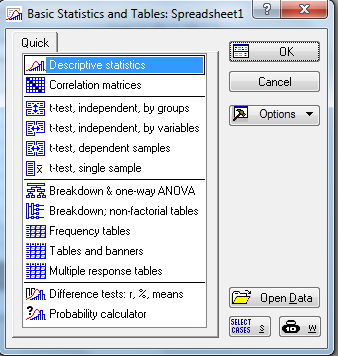 Basic Statistics and Tables: Spreadsheet1
?
Quick
Descriptive statistics
Correlation matrices
t-test, independent, by groups
t-test, independent, by variables
t-test, dependent samples
t-test, single sample
Breakdown & one-way ANOVA
Breakdown; non-factorial tables
Frequency tables
Tables and banners
Multiple response tables
Difference tests: r, %, means
Probability calculator
OK
Cancel
Options
Open Data
SELECT
CASES S
W